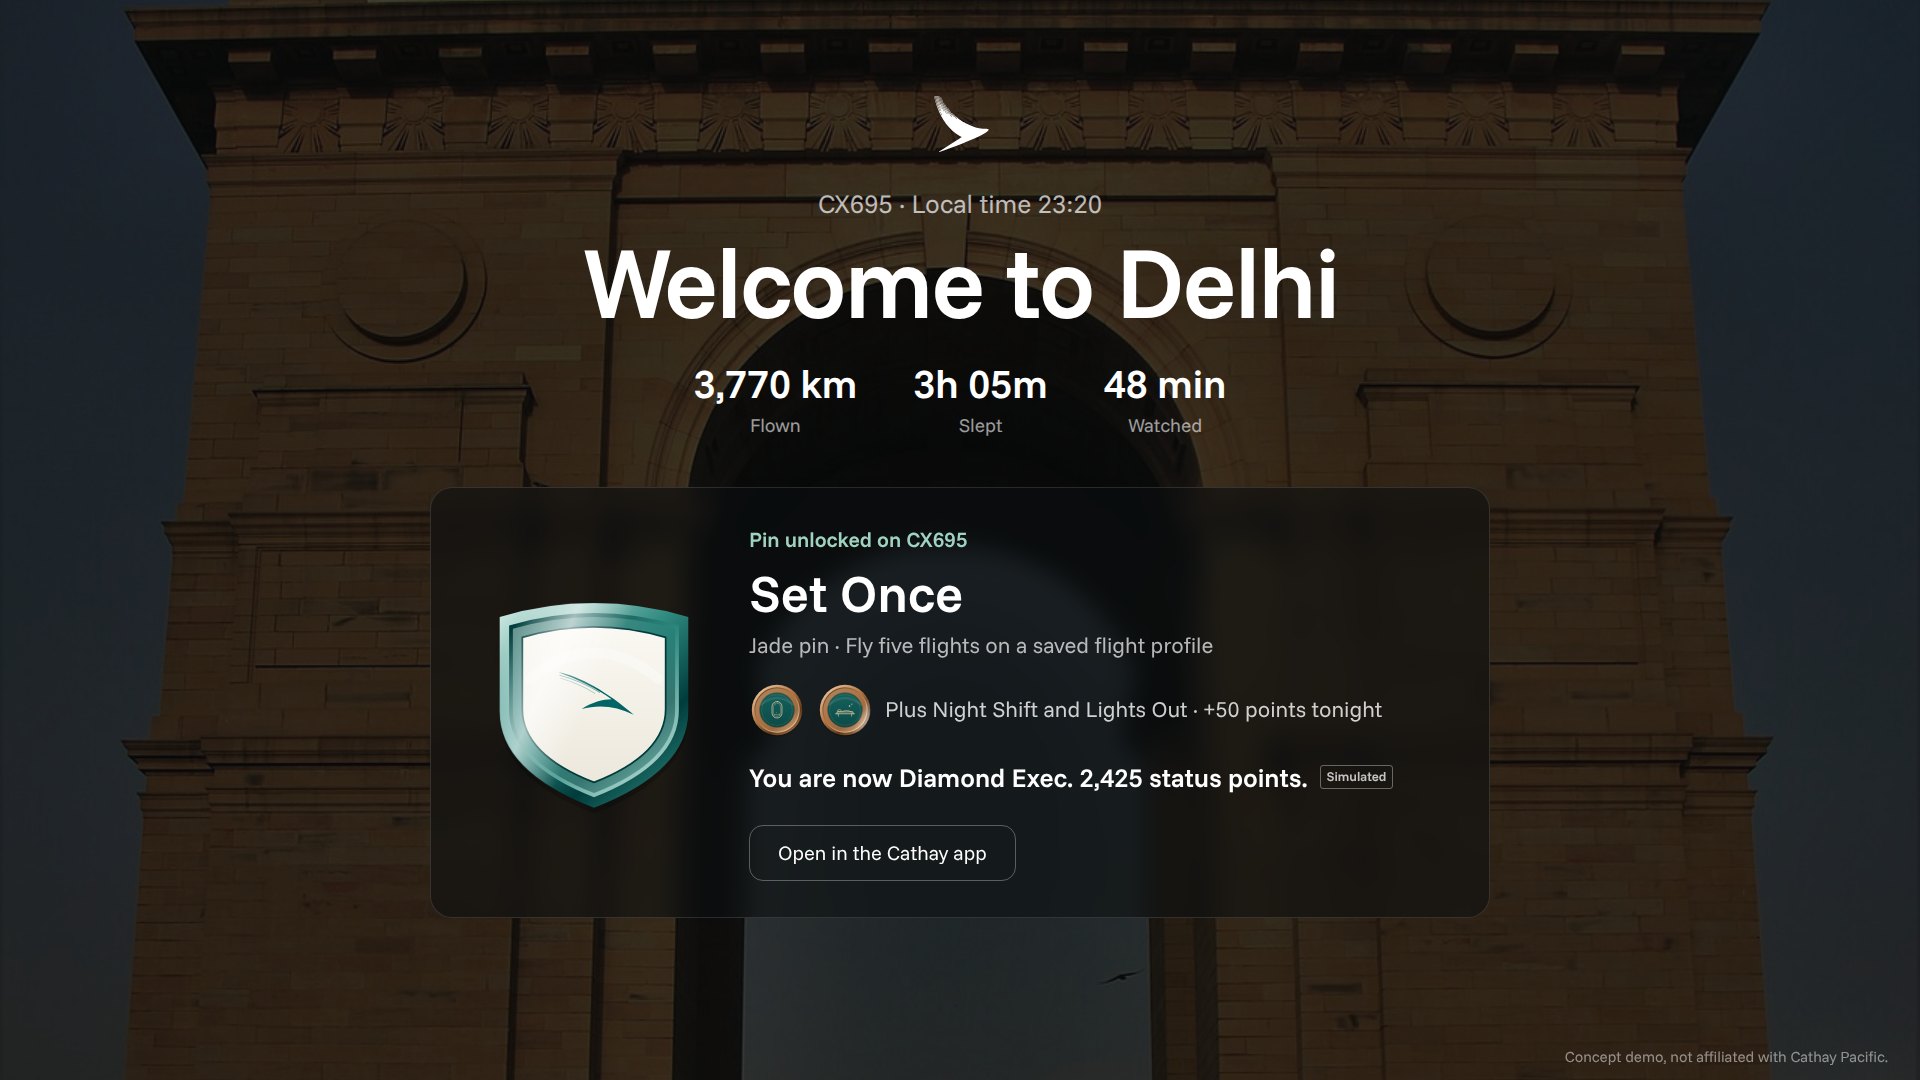 CX695 · Local time 23:20
Welcome to Delhi
3,770 km
Flown
3h 05m
Slept
48 min
Watched
Pin unlocked on CX695
Set Once
Jade pin · Fly five flights on a saved flight profile
Plus Night Shift and Lights Out · +50 points tonight
You are now Diamond Exec. 2,425 status points.
Simulated
Open in the Cathay app
Concept demo, not affiliated with Cathay Pacific.